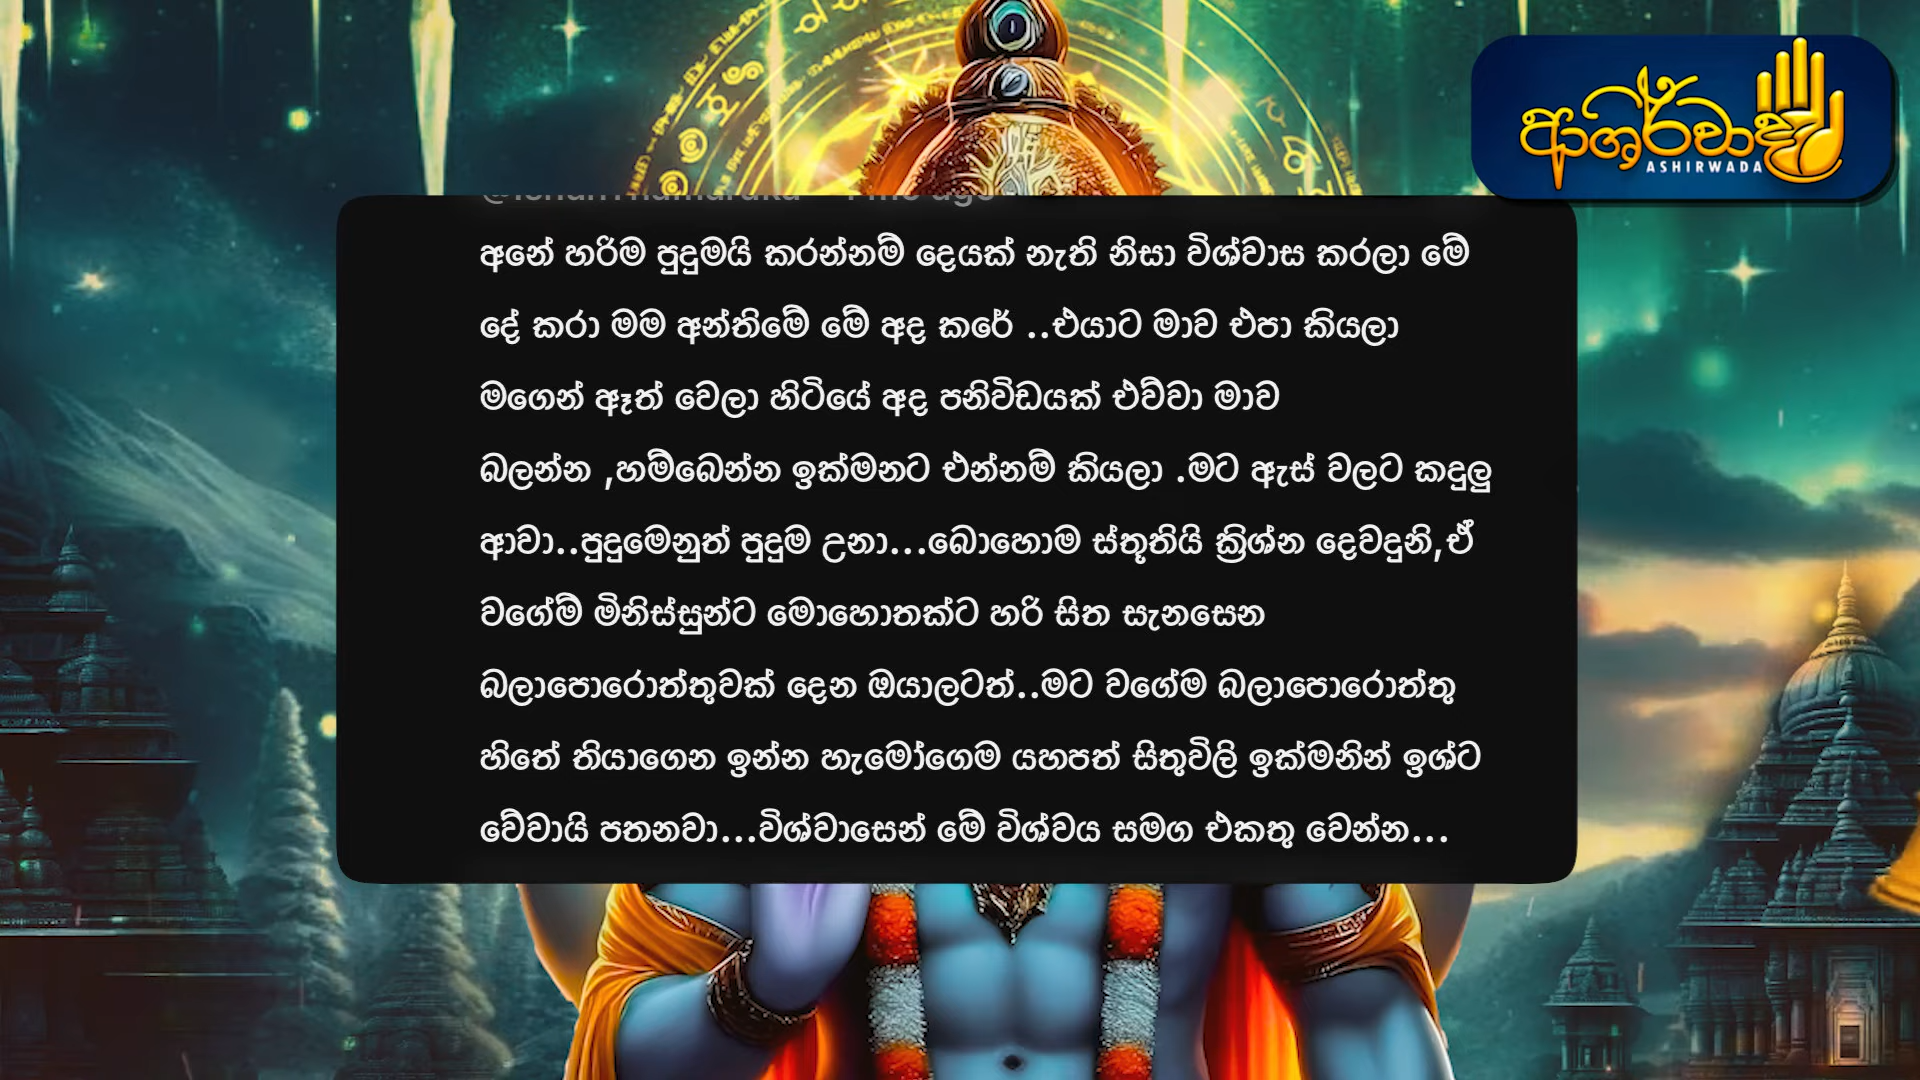 ආශිර්වාද
ASHIRWADA
අනේ හරිම පුදුමයි කරන්නම් දෙයක් නැති නිසා විශ්වාස කරලා මේ
දේ කරා මම අන්තිමේ මේ අද කරේ ..එයාට මාව එපා කියලා
මගෙන් ඈත් වෙලා හිටියේ අද පනිවිඩයක් එව්වා මාව
බලන්න ,හම්බෙන්න ඉක්මනට එන්නම් කියලා .මට ඇස් වලට කදුලු
ආවා..පුදුමෙනුත් පුදුම උනා...බොහොම ස්තූතියි ක්‍රිශ්න දෙවදුනි,ඒ
වගේම් මිනිස්සුන්ට මොහොතක්ට හරි සිත සැනසෙන
බලාපොරොත්තුවක් දෙන ඔයාලටත්..මට වගේම බලාපොරොත්තු
හිතේ තියාගෙන ඉන්න හැමෝගෙම යහපත් සිතුවිලි ඉක්මනින් ඉශ්ට
වේවායි පතනවා...විශ්වාසෙන් මේ විශ්වය සමග එකතු වෙන්න...